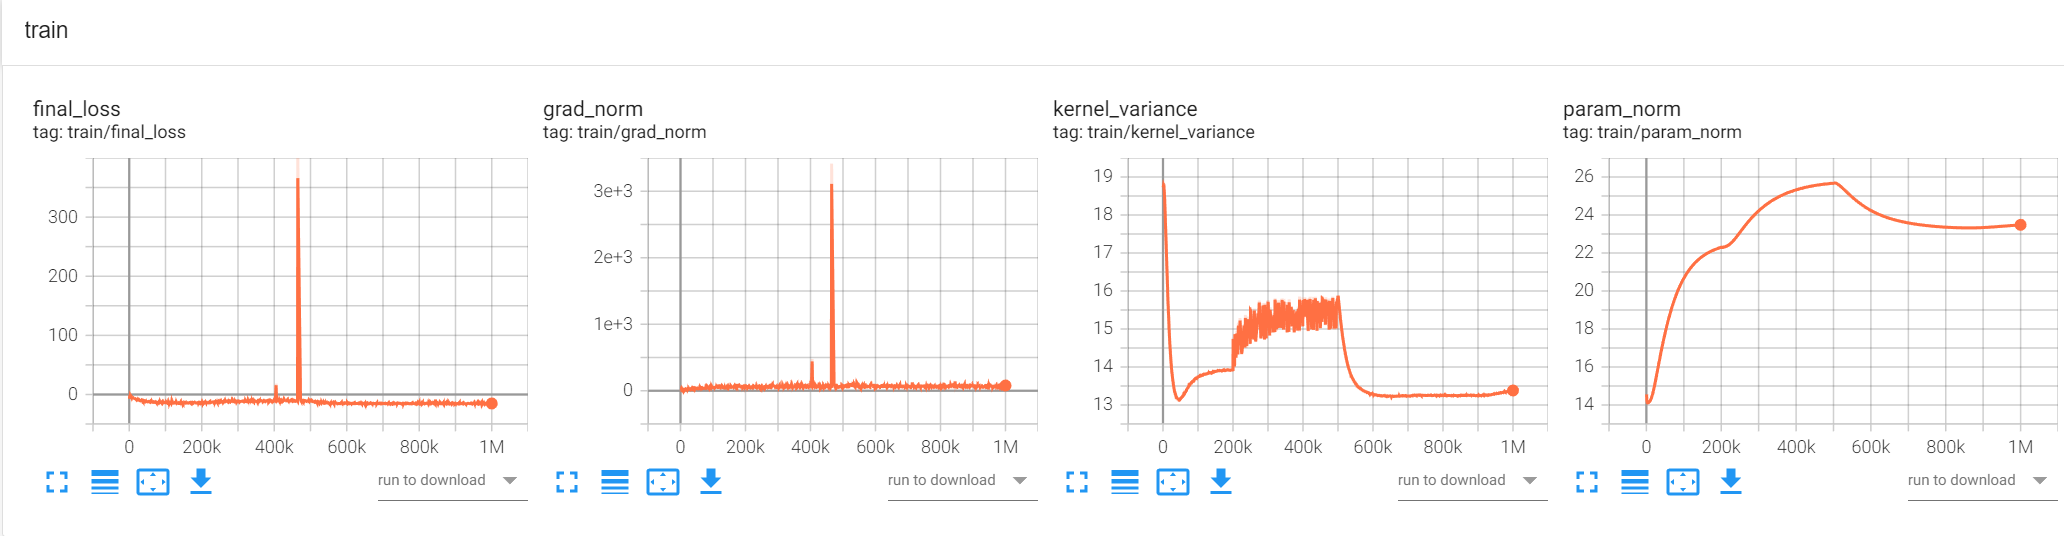 train
final_loss
tag: train/final_loss
300
200
100
0
0 200k 400k 600k 800k 1M
run to download
grad_norm
tag: train/grad_norm
3e+3
2e+3
1e+3
0
0 200k 400k 600k 800k 1M
run to download
kernel_variance
tag: train/kernel_variance
19
18
17
16
15
14
13
0 200k 400k 600k 800k 1M
run to download
param_norm
tag: train/param_norm
26
24
22
20
18
16
14
0 200k 400k 600k 800k 1M
run to download